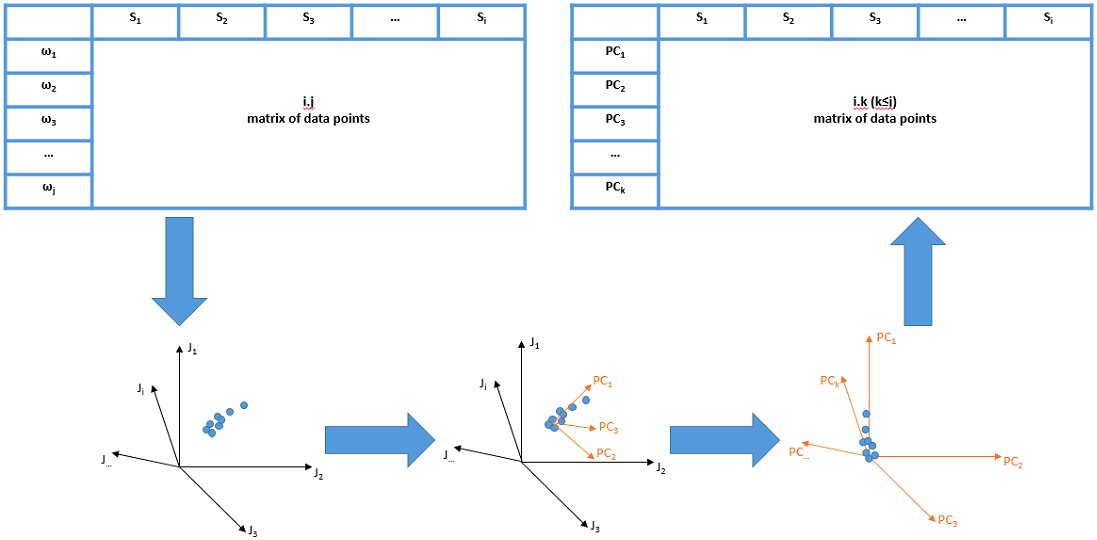 S₁ S₂ S₃ ... Sᵢ
ω₁
ω₂
ω₃
...
ωⱼ
i.j
matrix of data points
S₁ S₂ S₃ ... Sᵢ
PC₁
PC₂
PC₃
...
PCₖ
i.k (k≤j)
matrix of data points
J₁
Jᵢ
J...
J₂
J₃
J₁
Jᵢ
PC₁
PC₃
PC₂
J...
J₂
J₃
PC₁
PCₖ
PC...
PC₂
PC₃